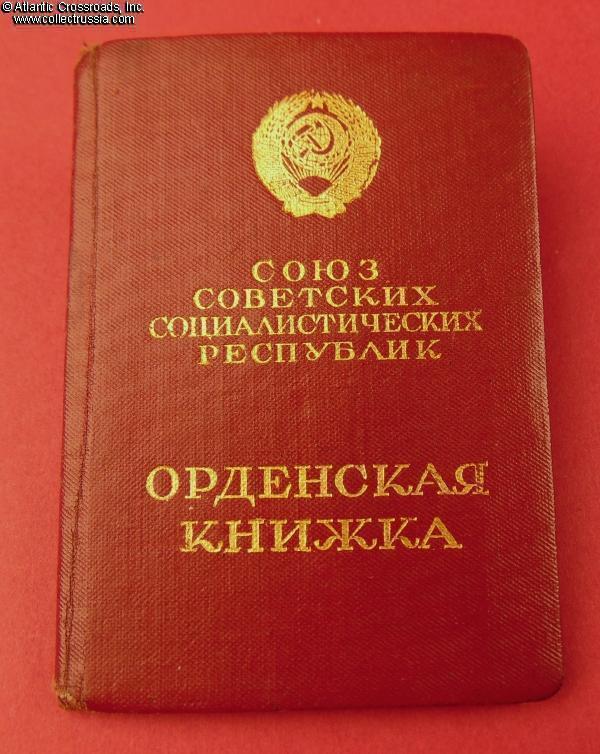 © Atlantic Crossroads, Inc.
www.collectrussia.com
СОЮЗ
СОВЕТСКИХ
СОЦИАЛИСТИЧЕСКИХ
РЕСПУБЛИК
ОРДЕНСКАЯ
КНИЖКА